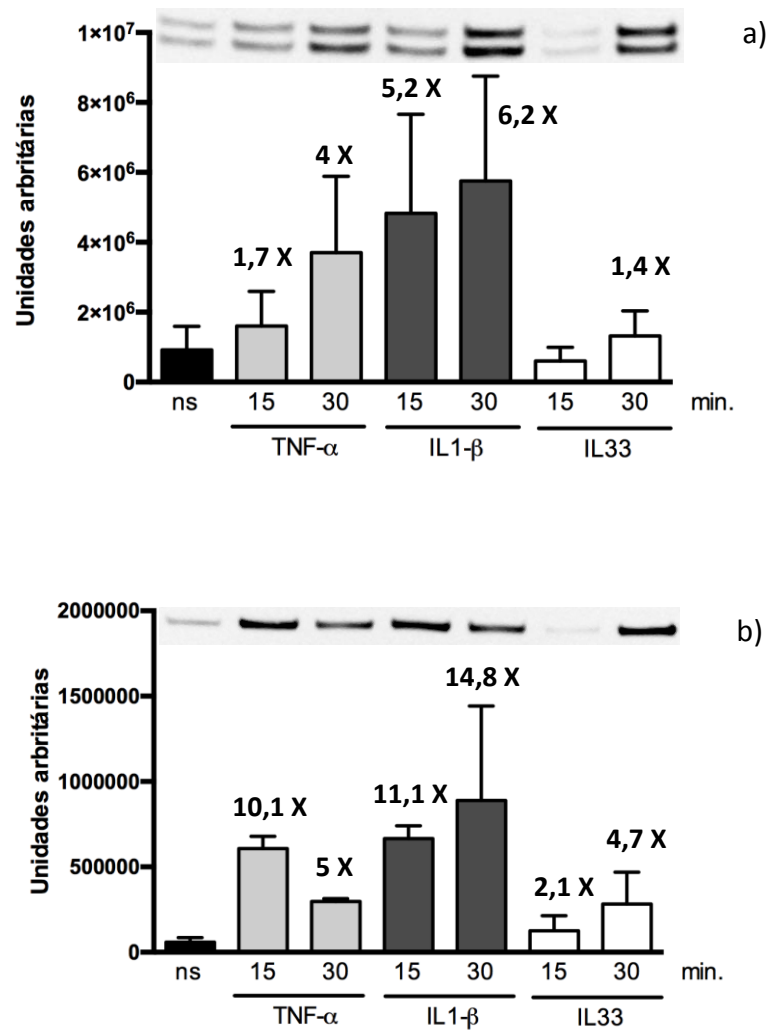 a)
Unidades arbritárias
1×10⁷
8×10⁶
6×10⁶
4×10⁶
2×10⁶
0
1,7 X
4 X
5,2 X
6,2 X
1,4 X
ns 15 30 15 30 15 30 min.
TNF-α IL1-β IL33
b)
Unidades arbritárias
2000000
1500000
1000000
500000
0
10,1 X
5 X
11,1 X
14,8 X
2,1 X
4,7 X
ns 15 30 15 30 15 30 min.
TNF-α IL1-β IL33